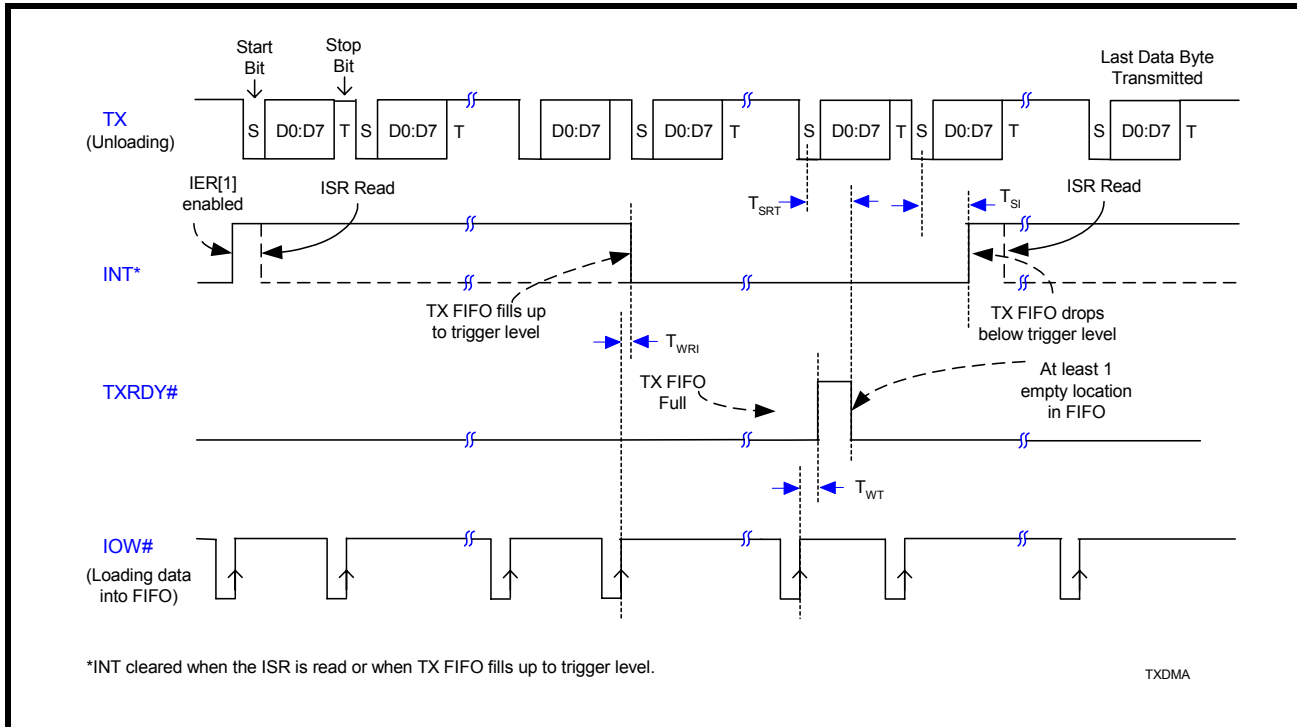 Start
Bit
Stop
Bit
Last Data Byte
Transmitted
TX
(Unloading)
S D0:D7 T S D0:D7 T D0:D7 S D0:D7 T S D0:D7 T S D0:D7 T S D0:D7 T
IER[1]
enabled
ISR Read
TSRT
TSI
ISR Read
INT*
TX FIFO fills up
to trigger level
TX FIFO drops
below trigger level
TWRI
TXRDY#
TX FIFO
Full
At least 1
empty location
in FIFO
TWT
IOW#
(Loading data
into FIFO)
*INT cleared when the ISR is read or when TX FIFO fills up to trigger level.
TXDMA